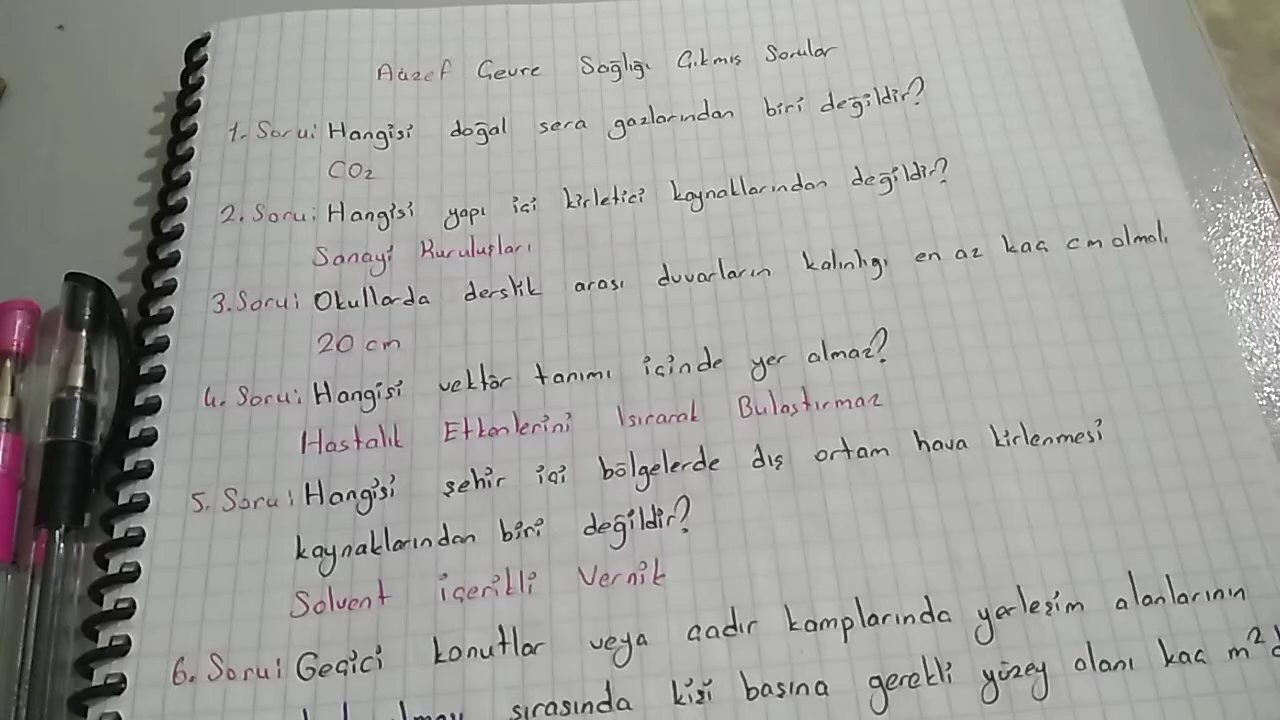 Aüzef Çevre Sağlığı Çıkmış Sorular
1. Soru: Hangisi doğal sera gazlarından biri değildir?
CO2
2. Soru: Hangisi yapı içi kirletici kaynaklarından değildir?
Sanayi Kuruluşları
3. Soru: Okullarda derslik arası duvarların kalınlığı en az kaç cm olmalı
20 cm
4. Soru: Hangisi vektör tanımı içinde yer almaz?
Hastalık Etkenlerini Isırarak Bulaştırmaz
5. Soru: Hangisi şehir içi bölgelerde dış ortam hava kirlenmesi
kaynaklarından biri değildir?
Solvent içerikli Vernik
6. Soru: Geçici konutlar veya çadır kamplarında yerleşim alanlarının
sırasında kişi başına gerekli yüzey alanı kaç m²